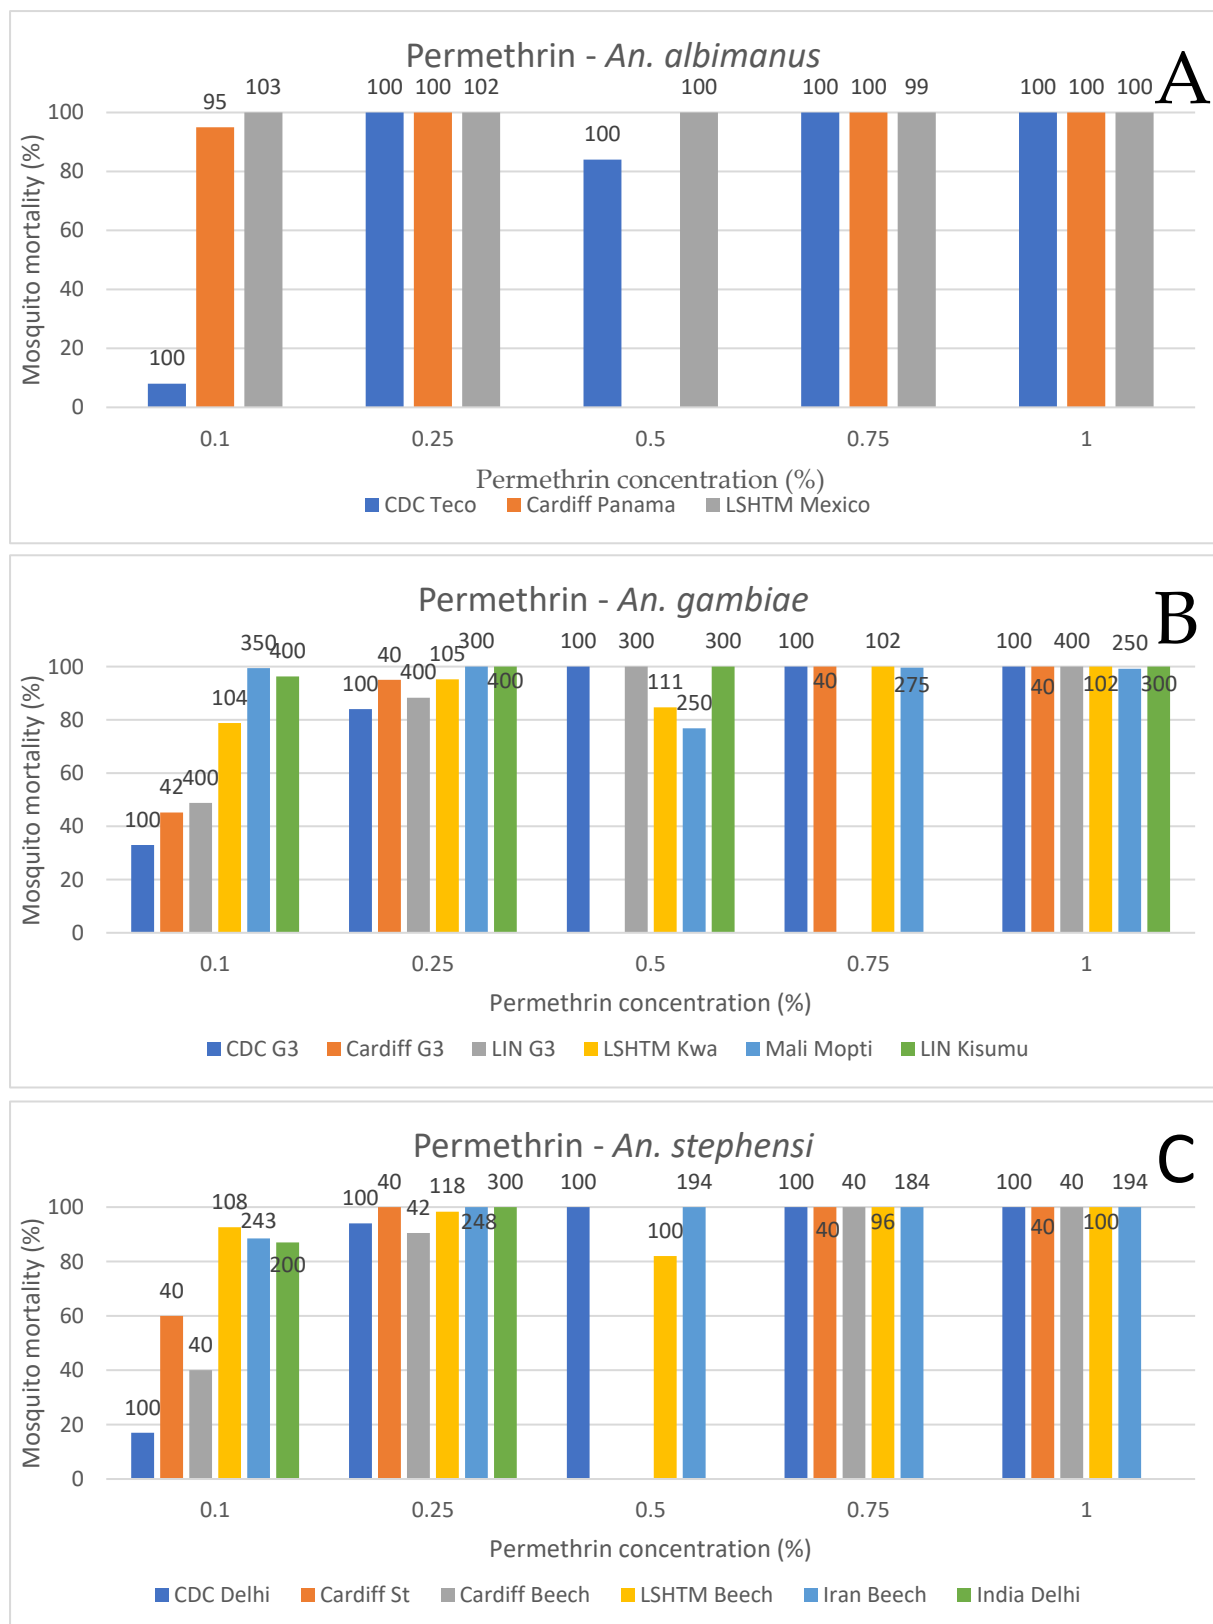 Permethrin - An. albimanus
A
95 103 100 100 102 100 100 100 99 100 100 100
100
100
Mosquito mortality (%)
100
80
60
40
20
0
0.1 0.25 0.5 0.75 1
Permethrin concentration (%)
CDC Teco Cardiff Panama LSHTM Mexico
Permethrin - An. gambiae
B
100 42 400 104 350 400
100 40 400 105 300 400
100 300 111 250 300
100 40 102 275
100 40 400 102 250 300
Mosquito mortality (%)
100
80
60
40
20
0
0.1 0.25 0.5 0.75 1
Permethrin concentration (%)
CDC G3 Cardiff G3 LIN G3 LSHTM Kwa Mali Mopti LIN Kisumu
Permethrin - An. stephensi
C
100 40 40 108 243 200
100 40 42 118 248 300
100 100 194
100 40 40 96 184
100 40 40 100 194
Mosquito mortality (%)
100
80
60
40
20
0
0.1 0.25 0.5 0.75 1
Permethrin concentration (%)
CDC Delhi Cardiff St Cardiff Beech LSHTM Beech Iran Beech India Delhi